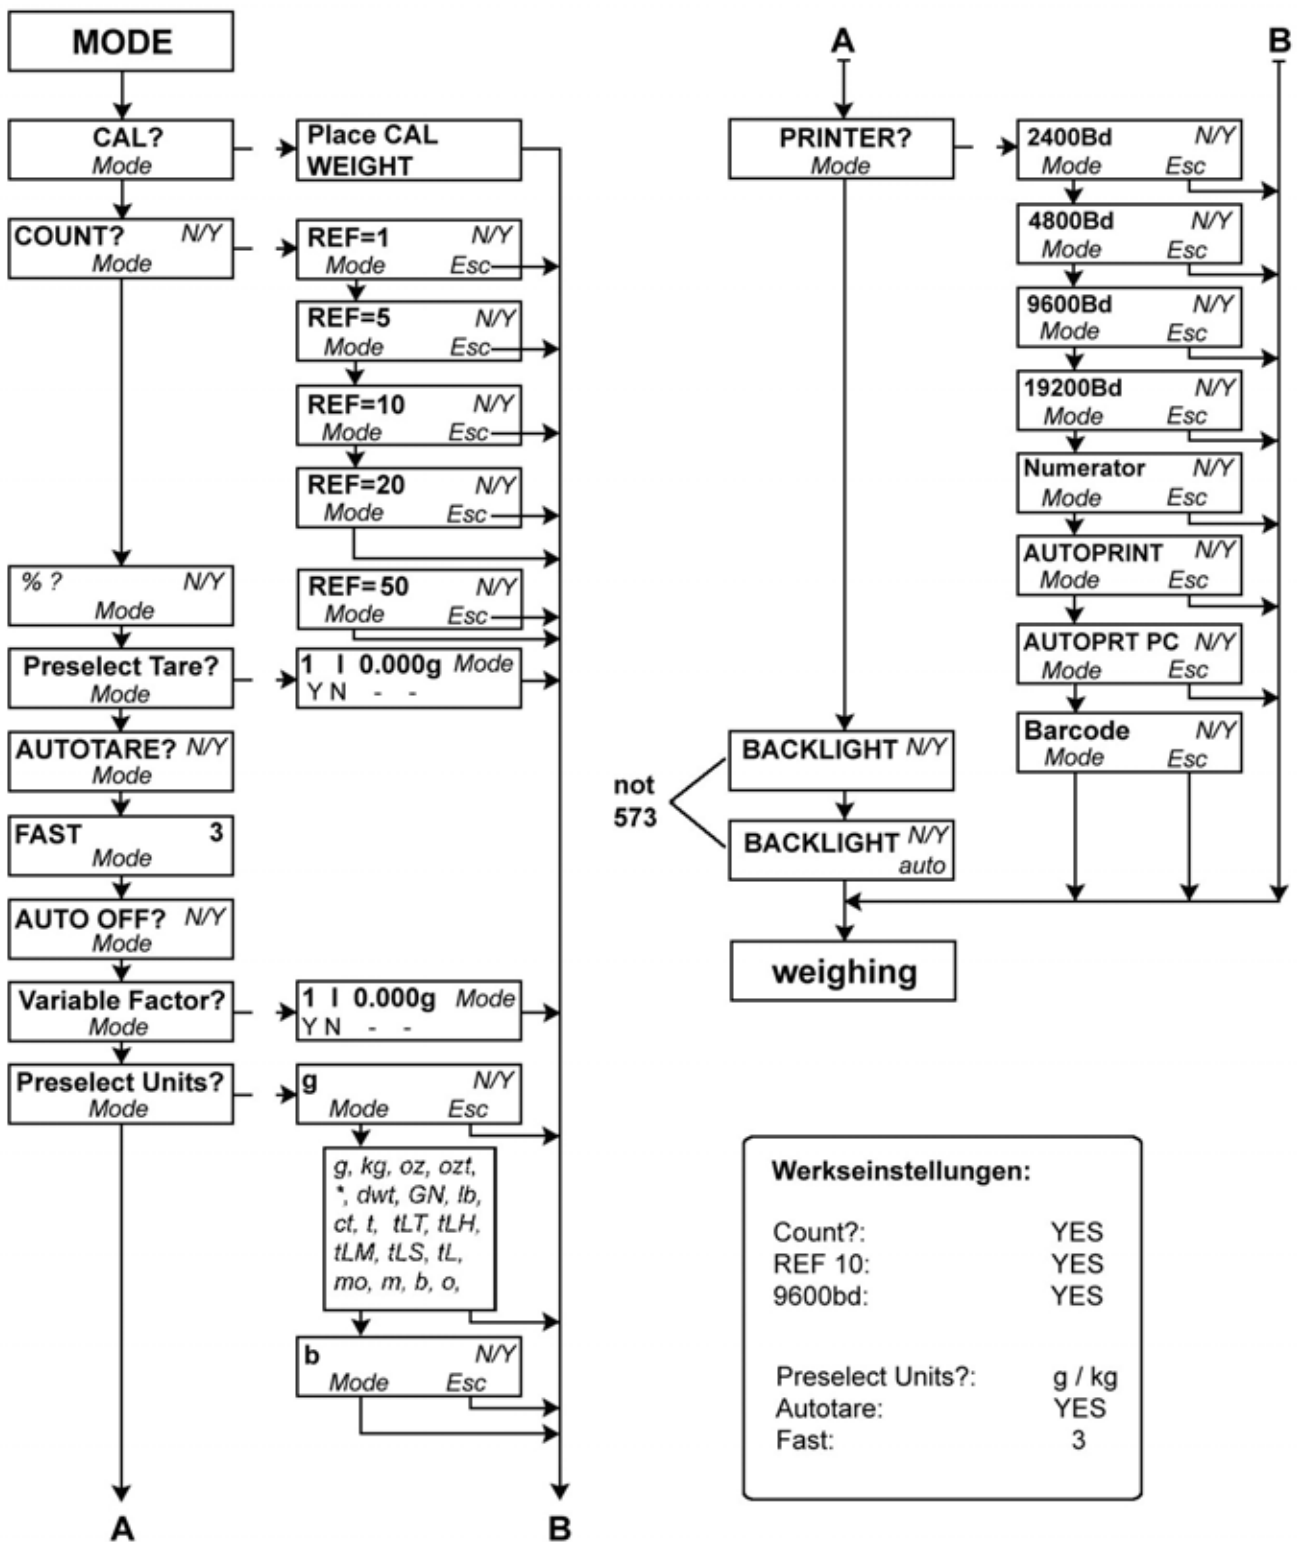 MODE
CAL?
Mode
Place CAL
WEIGHT
COUNT? N/Y
Mode
REF=1 N/Y
Mode Esc
REF=5 N/Y
Mode Esc
REF=10 N/Y
Mode Esc
REF=20 N/Y
Mode Esc
% ? N/Y
Mode
REF=50 N/Y
Mode Esc
Preselect Tare?
Mode
1 I 0.000g Mode
Y N - -
AUTOTARE? N/Y
Mode
FAST 3
Mode
AUTO OFF? N/Y
Mode
Variable Factor?
Mode
1 I 0.000g Mode
Y N - -
Preselect Units?
Mode
g N/Y
Mode Esc
g, kg, oz, ozt,
*, dwt, GN, lb,
ct, t, tLT, tLH,
tLM, tLS, tL,
mo, m, b, o,
b N/Y
Mode Esc
A
B
A
B
PRINTER?
Mode
2400Bd N/Y
Mode Esc
4800Bd N/Y
Mode Esc
9600Bd N/Y
Mode Esc
19200Bd N/Y
Mode Esc
Numerator N/Y
Mode Esc
AUTOPRINT N/Y
Mode Esc
AUTOPRT PC N/Y
Mode Esc
Barcode N/Y
Mode Esc
not
573
BACKLIGHT N/Y
BACKLIGHT N/Y
auto
weighing
Werkseinstellungen:
Count?: YES
REF 10: YES
9600bd: YES
Preselect Units?: g / kg
Autotare: YES
Fast: 3